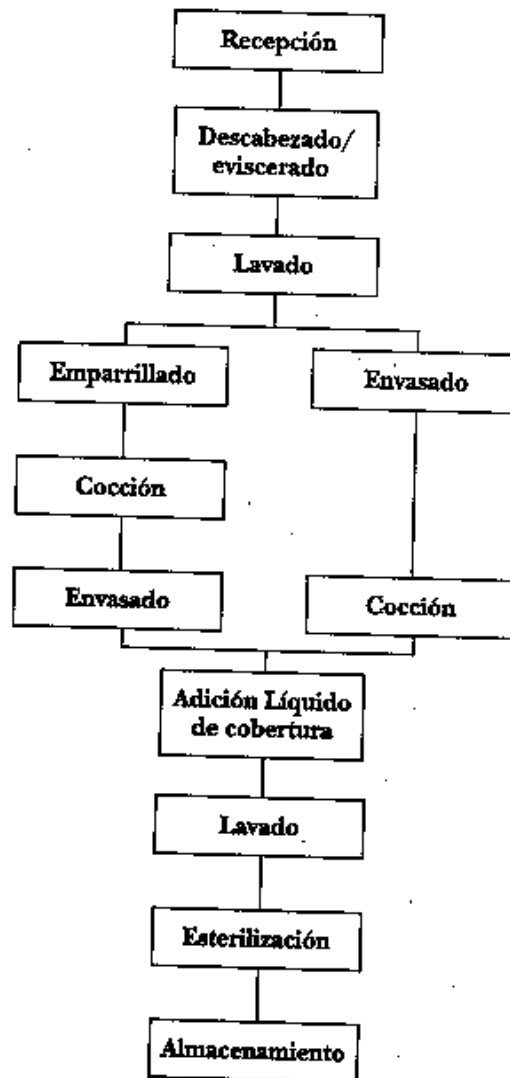 Recepción
Descabezado/
eviscerado
Lavado
Emparrillado
Envasado
Cocción
Envasado
Cocción
Adición Líquido
de cobertura
Lavado
Esterilización
Almacenamiento